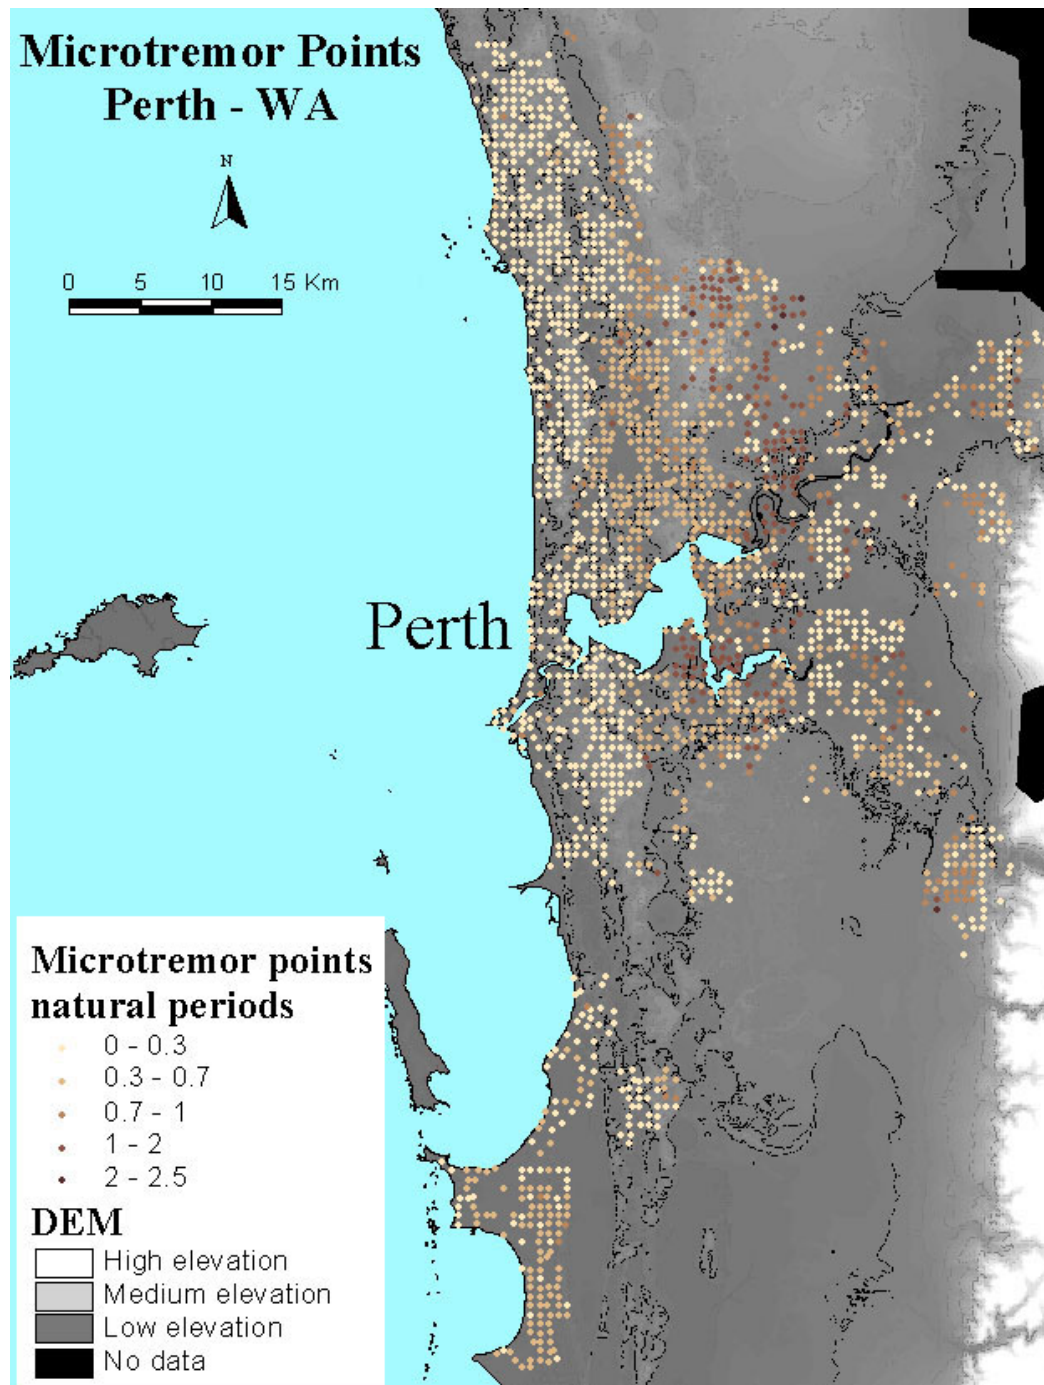 Microtremor Points
Perth - WA
N
0 5 10 15 Km
Perth
Microtremor points
natural periods
0 - 0.3
0.3 - 0.7
0.7 - 1
1 - 2
2 - 2.5
DEM
High elevation
Medium elevation
Low elevation
No data